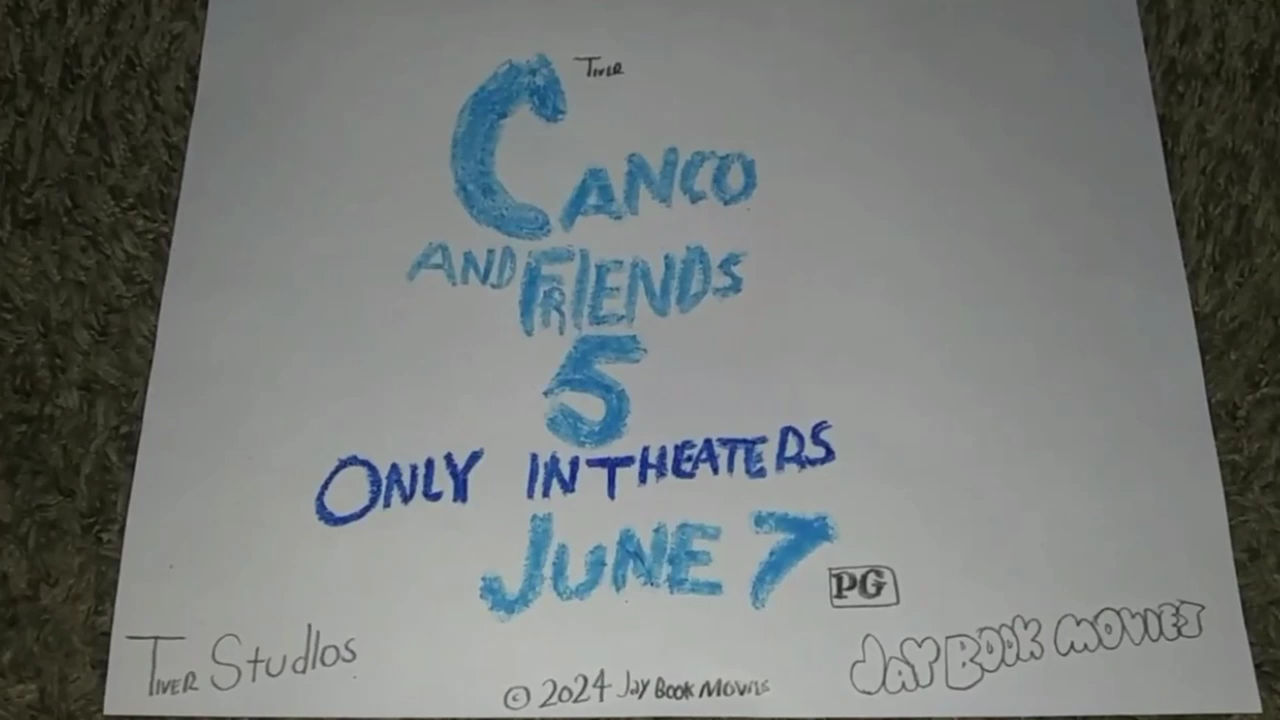 Tiver
CANCO
AND FRIENDS
5
ONLY IN THEATERS
JUNE 7
PG
TIVER Studios
© 2024 Jay Book Movies
JAY BOOK MOVIES